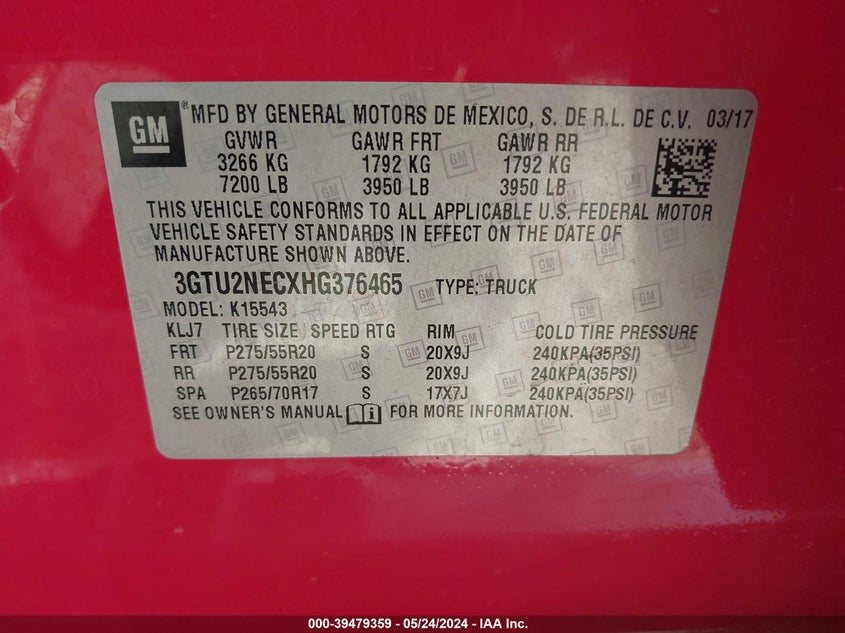 GM ® MFD BY GENERAL MOTORS DE MEXICO, S. DE R.L. DE C.V. 03/17
GVWR GAWR FRT GAWR RR
3266 KG 1792 KG 1792 KG
7200 LB 3950 LB 3950 LB
THIS VEHICLE CONFORMS TO ALL APPLICABLE U.S. FEDERAL MOTOR
VEHICLE SAFETY STANDARDS IN EFFECT ON THE DATE OF
MANUFACTURE SHOWN ABOVE.
3GTU2NECXHG376465 TYPE: TRUCK
MODEL: K15543
KLJ7 TIRE SIZE SPEED RTG RIM COLD TIRE PRESSURE
FRT P275/55R20 S 20X9J 240KPA(35PSI)
RR P275/55R20 S 20X9J 240KPA(35PSI)
SPA P265/70R17 S 17X7J 240KPA(35PSI)
SEE OWNER'S MANUAL FOR MORE INFORMATION.
000-39479359 - 05/24/2024 - IAA Inc.